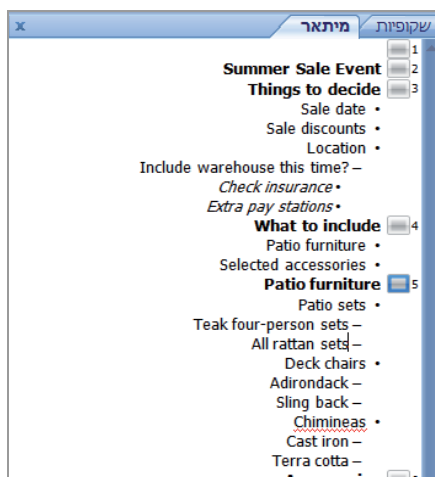 שקופיות מיתאר x
1
2 Summer Sale Event
3 Things to decide
• Sale date
• Sale discounts
• Location
– Include warehouse this time?
• Check insurance
• Extra pay stations
4 What to include
• Patio furniture
• Selected accessories
5 Patio furniture
• Patio sets
– Teak four-person sets
– All rattan sets
• Deck chairs
– Adirondack
– Sling back
• Chimineas
– Cast iron
– Terra cotta